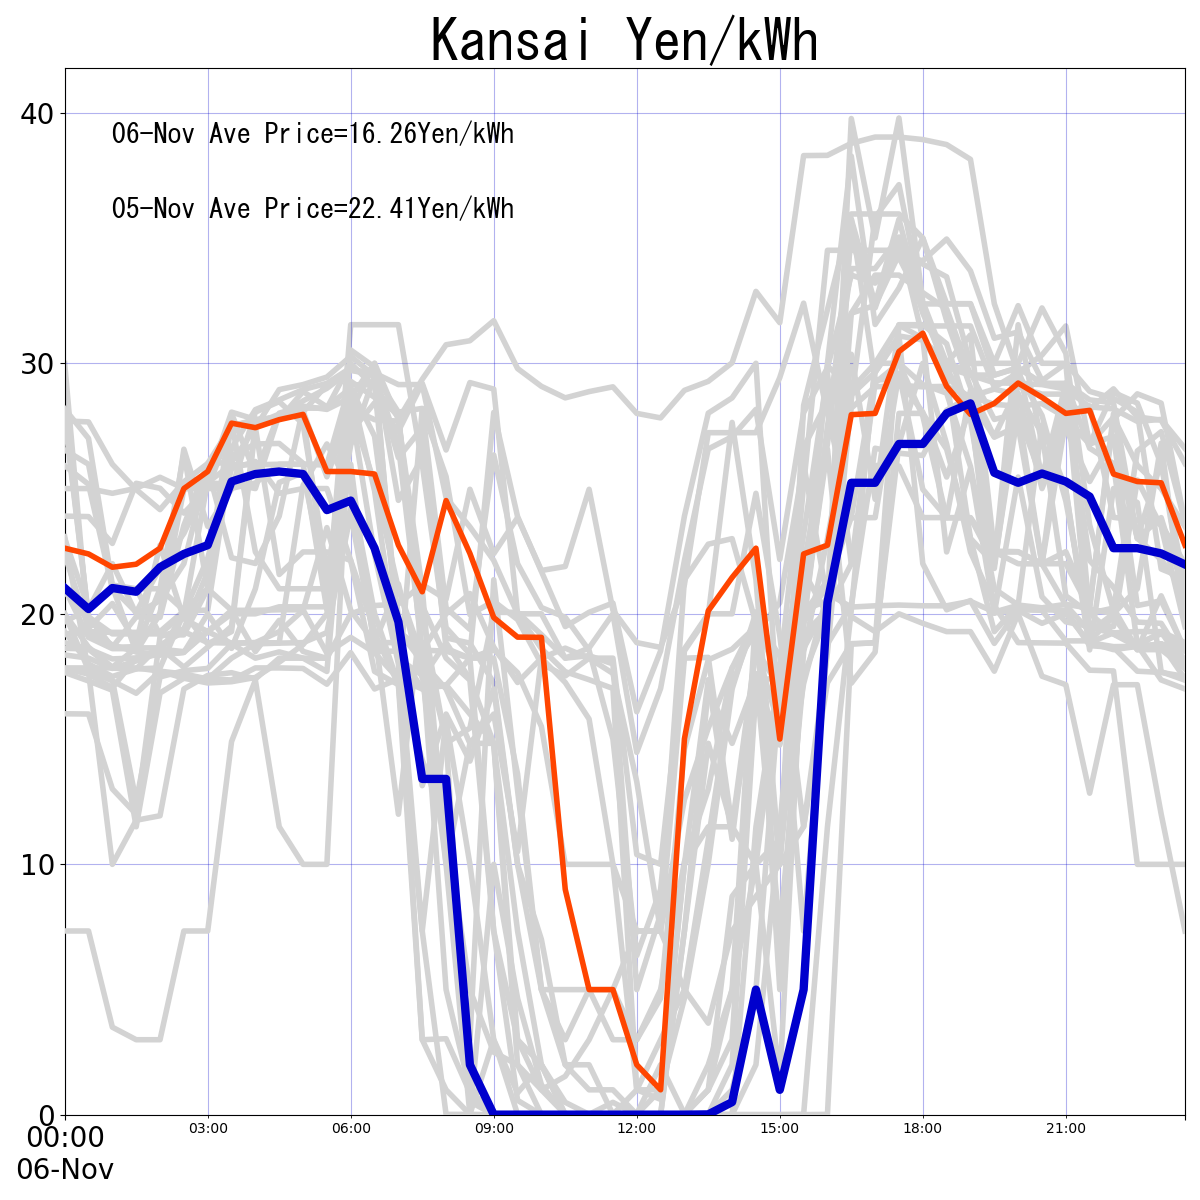 Kansai Yen/kWh
40
06-Nov Ave Price=16.26Yen/kWh
05-Nov Ave Price=22.41Yen/kWh
30
20
10
0
00:00 03:00 06:00 09:00 12:00 15:00 18:00 21:00
06-Nov